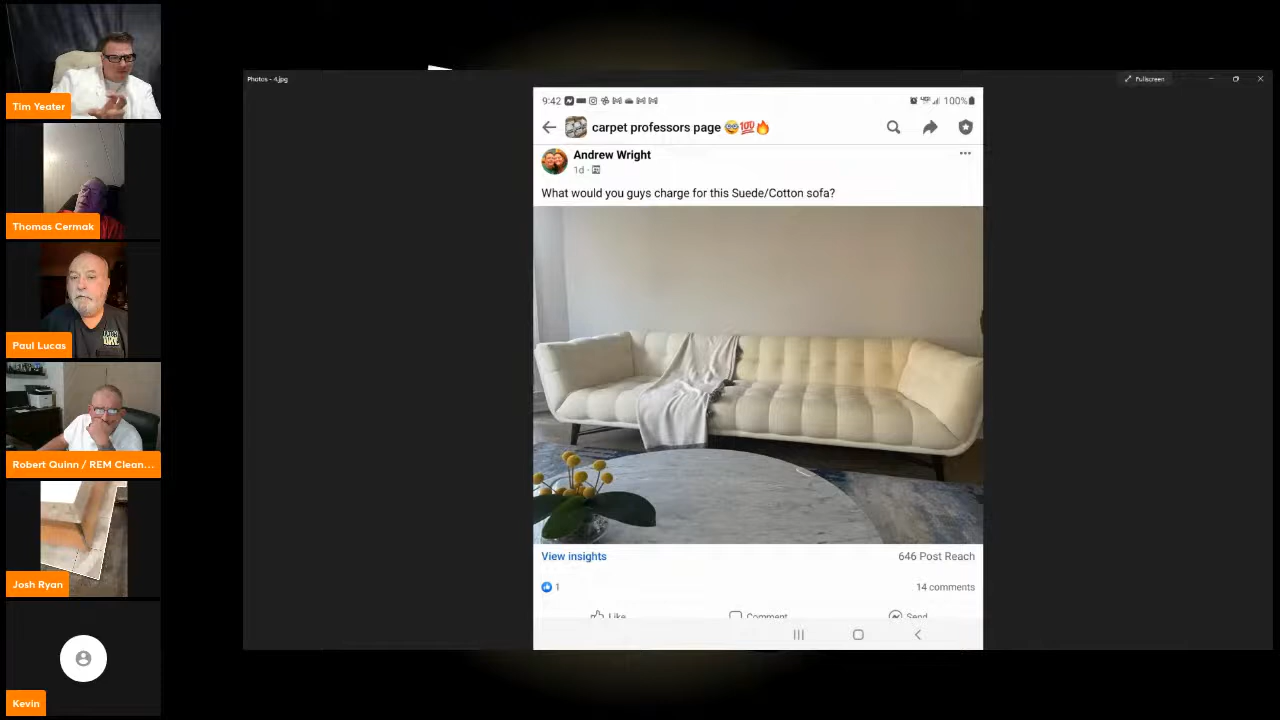 Tim Yeater
Thomas Cermak
Paul Lucas
Robert Quinn / REM Clean...
Josh Ryan
Kevin
Photos - 4.jpg
Fullscreen
9:42
100%
carpet professors page 🤓💯🔥
Andrew Wright
1d ·
What would you guys charge for this Suede/Cotton sofa?
View insights
646 Post Reach
1
14 comments
Like
Comment
Send